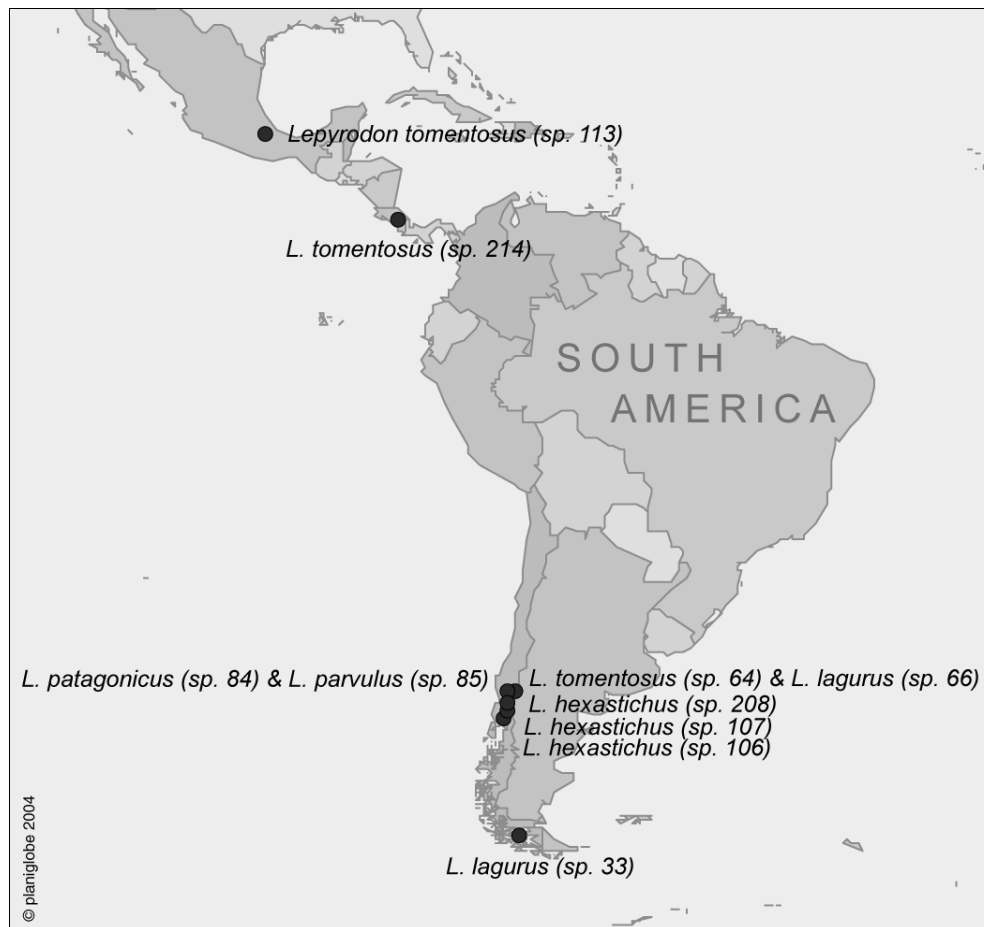 Lepyrodon tomentosus (sp. 113)
L. tomentosus (sp. 214)
SOUTH
AMERICA
L. patagonicus (sp. 84) & L. parvulus (sp. 85)
L. tomentosus (sp. 64) & L. lagurus (sp. 66)
L. hexastichus (sp. 208)
L. hexastichus (sp. 107)
L. hexastichus (sp. 106)
L. lagurus (sp. 33)
© planiglobe 2004